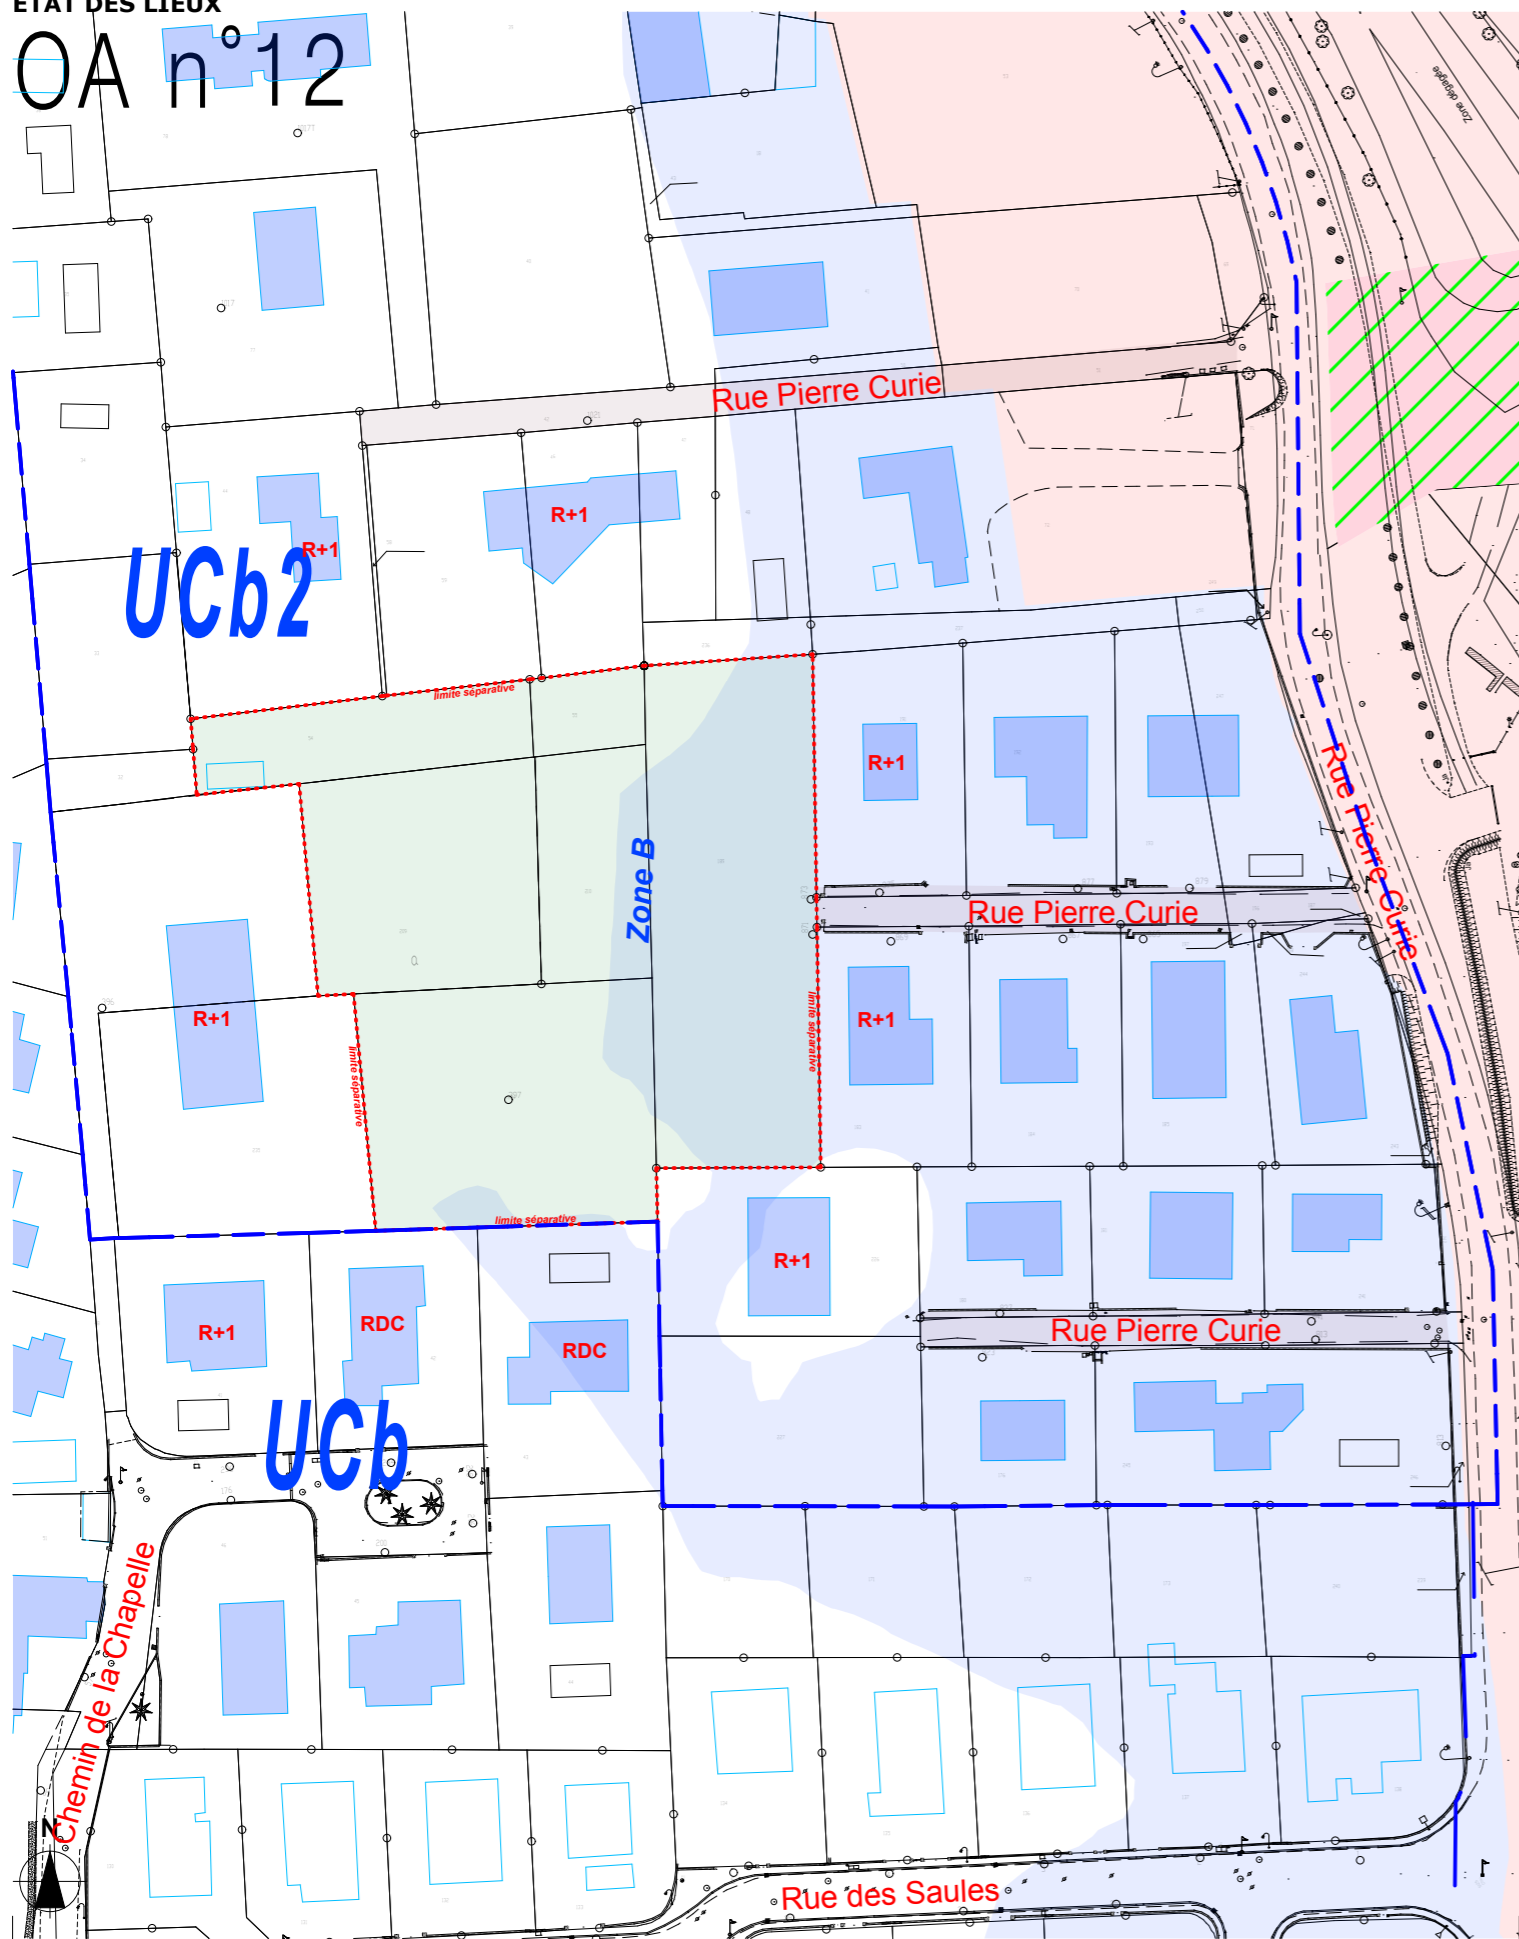 ETAT DES LIEUX
OA n°12
Zone dégagée
Rue Pierre Curie
R+1
R+1
UCb2
limite séparative
R+1
Rue Pierre Curie
Zone B
Rue Pierre Curie
R+1
R+1
limite séparative
limite séparative
limite séparative
R+1
R+1
RDC
RDC
Rue Pierre Curie
UCb
Chemin de la Chapelle
N
Rue des Saules